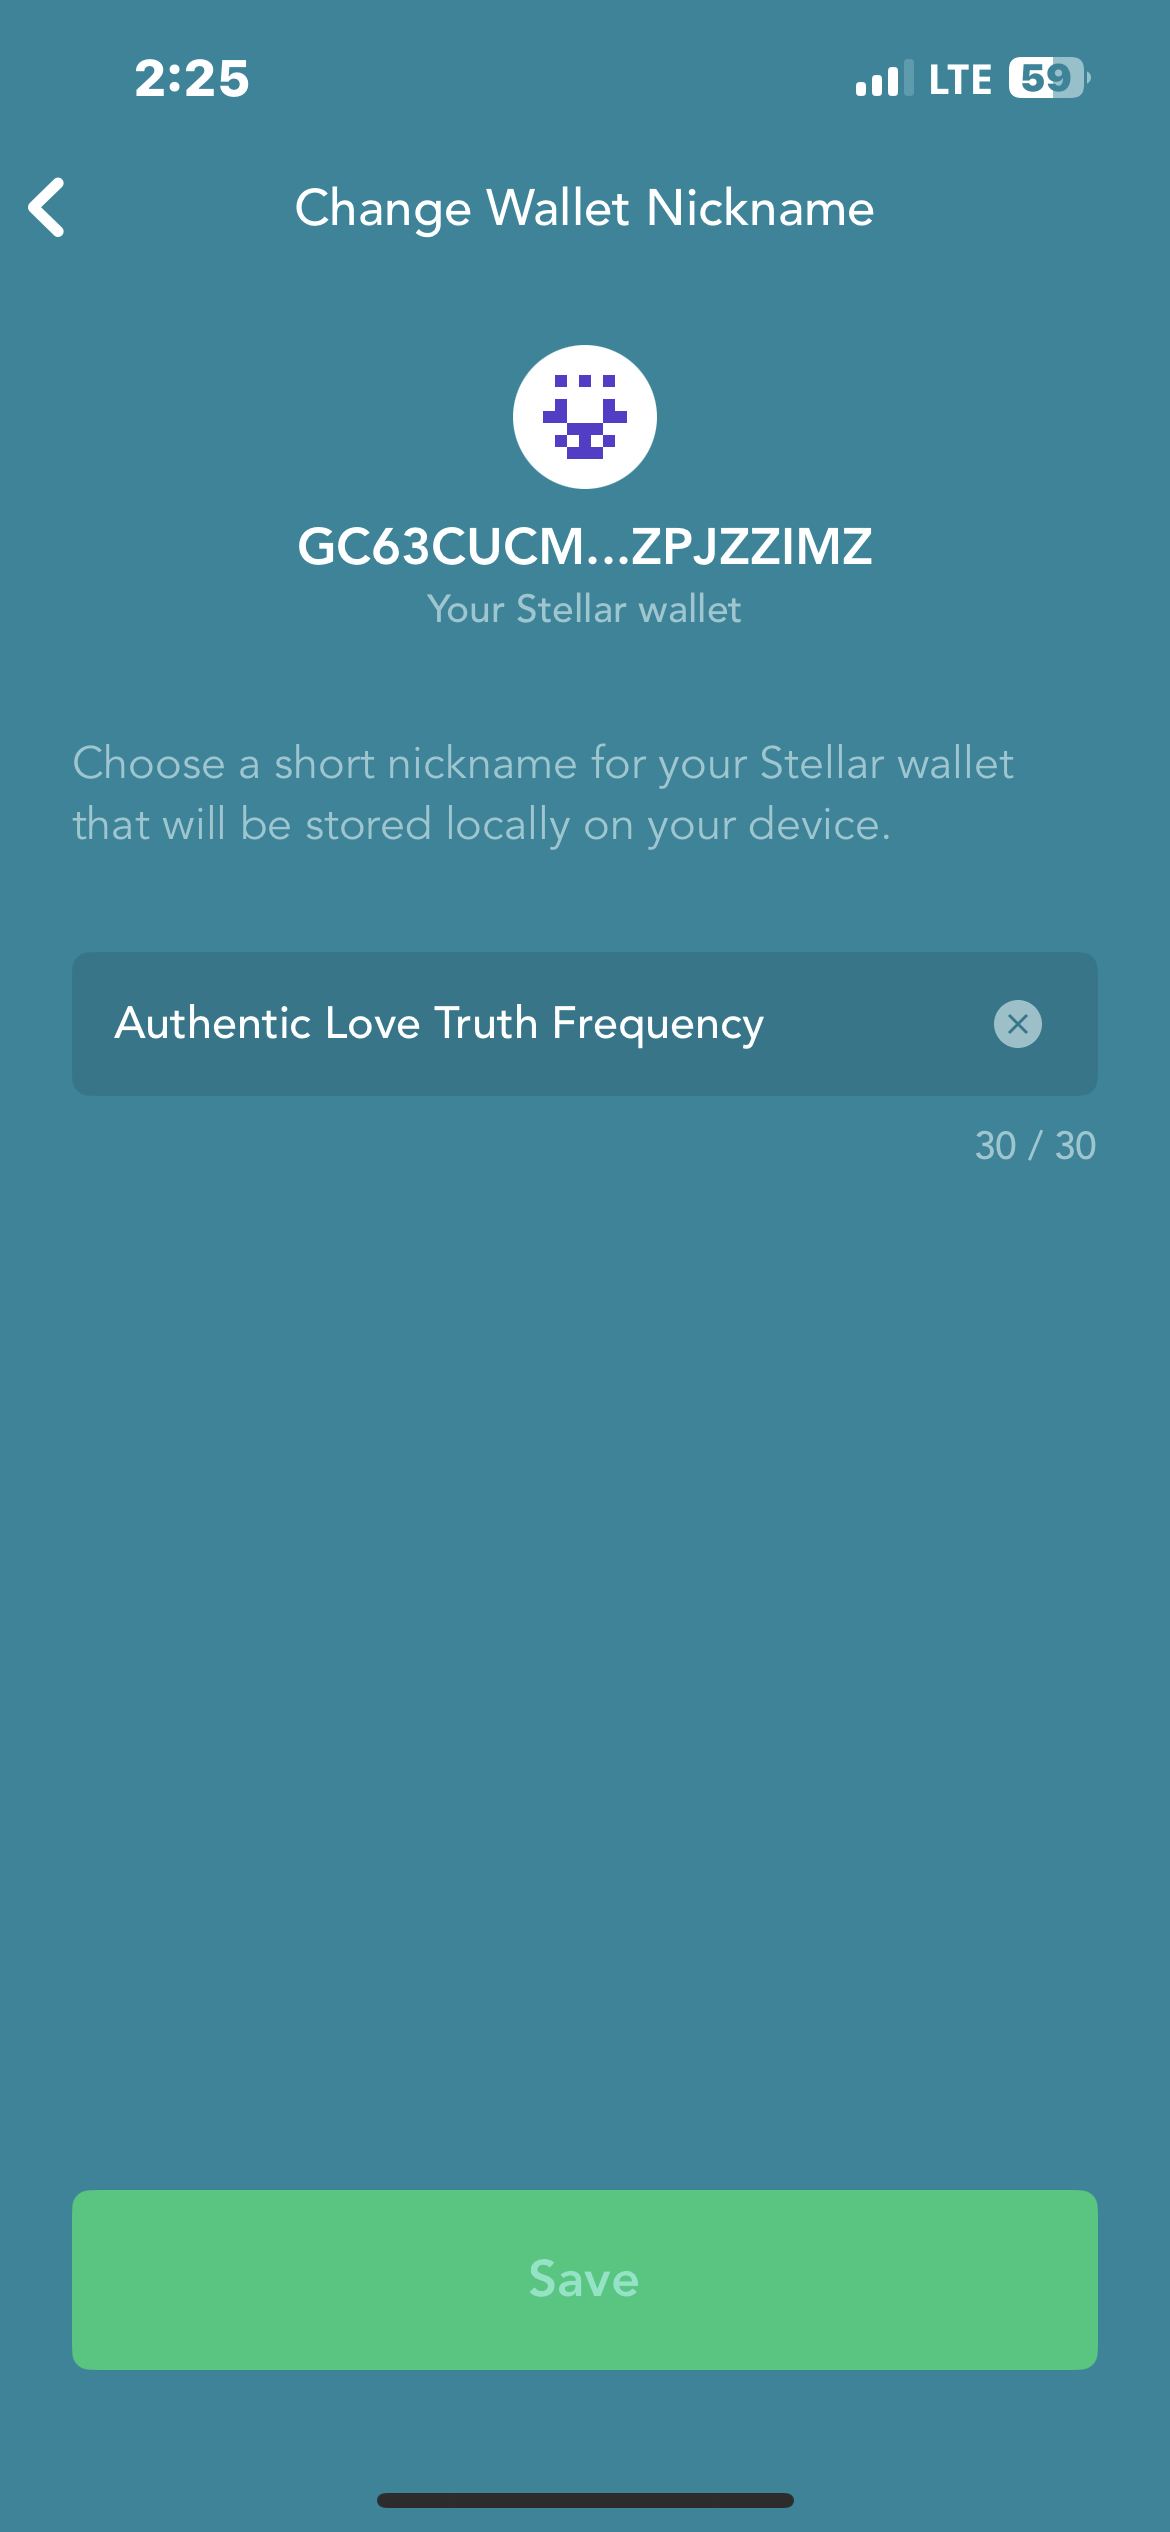 2:25
LTE 59
Change Wallet Nickname
GC63CUCM...ZPJZZIMZ
Your Stellar wallet
Choose a short nickname for your Stellar wallet
that will be stored locally on your device.
Authentic Love Truth Frequency
30 / 30
Save